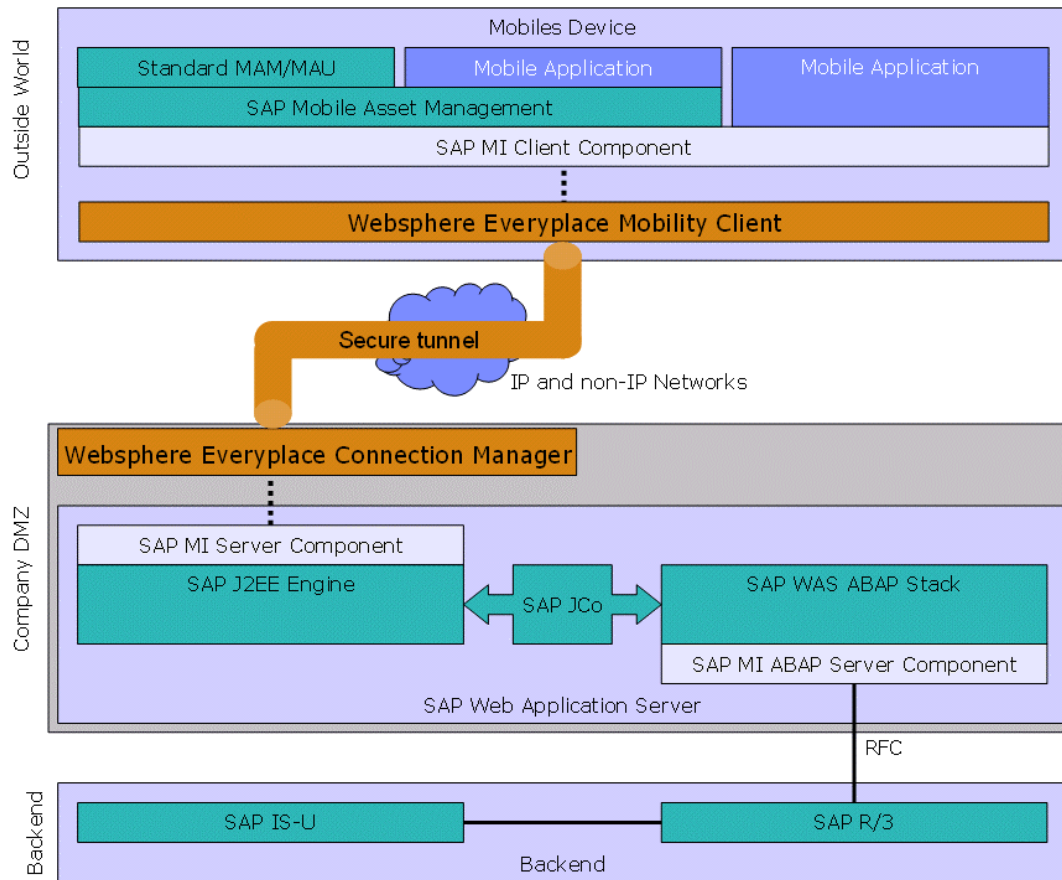 Outside World
Mobiles Device
Standard MAM/MAU
Mobile Application
Mobile Application
SAP Mobile Asset Management
SAP MI Client Component
Websphere Everyplace Mobility Client
Secure tunnel
IP and non-IP Networks
Company DMZ
Websphere Everyplace Connection Manager
SAP MI Server Component
SAP J2EE Engine
SAP JCo
SAP WAS ABAP Stack
SAP MI ABAP Server Component
SAP Web Application Server
RFC
Backend
SAP IS-U
SAP R/3
Backend